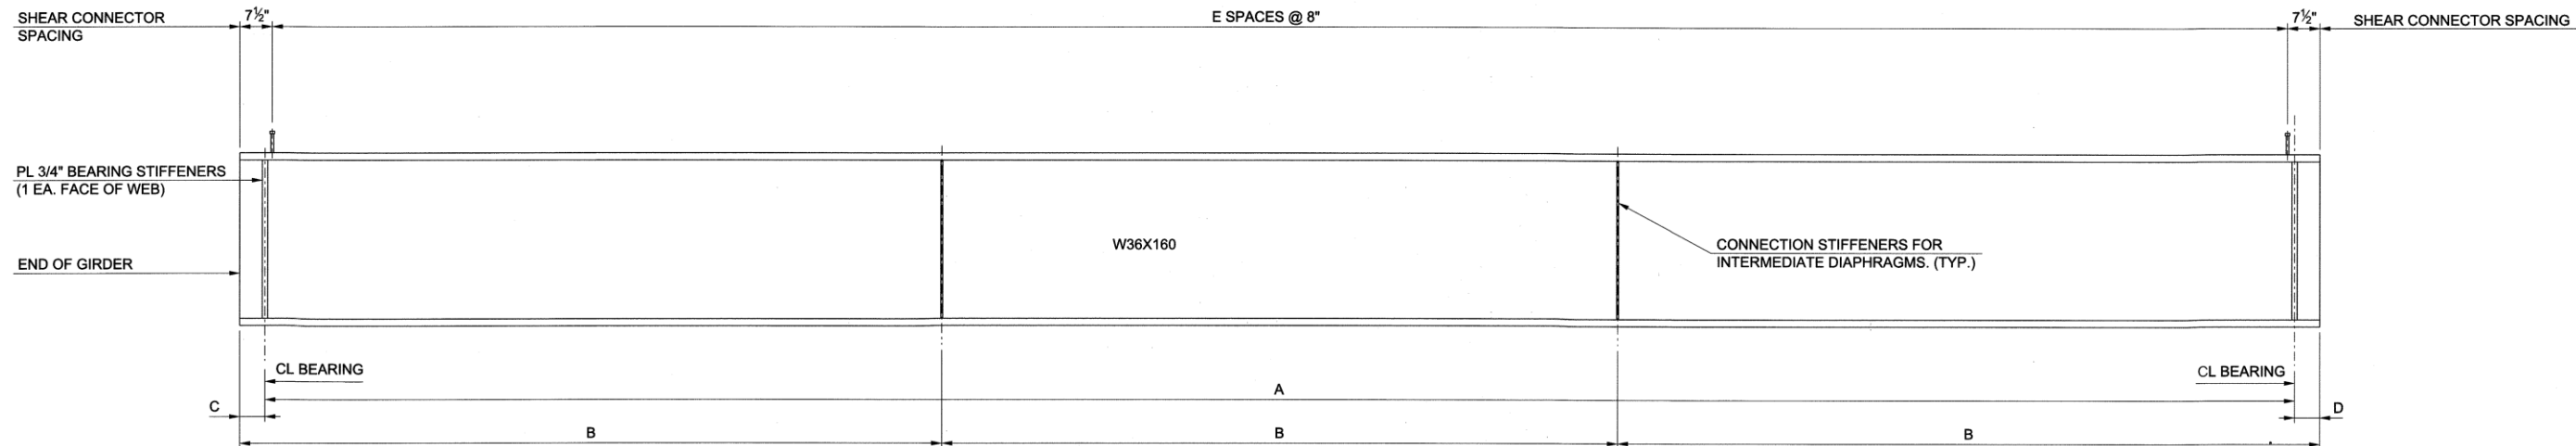 SHEAR CONNECTOR
SPACING
7½"
E SPACES @ 8"
7½"
SHEAR CONNECTOR SPACING
PL 3/4" BEARING STIFFENERS
(1 EA. FACE OF WEB)
END OF GIRDER
W36X160
CONNECTION STIFFENERS FOR
INTERMEDIATE DIAPHRAGMS. (TYP.)
CL BEARING
CL BEARING
A
C
D
B
B
B